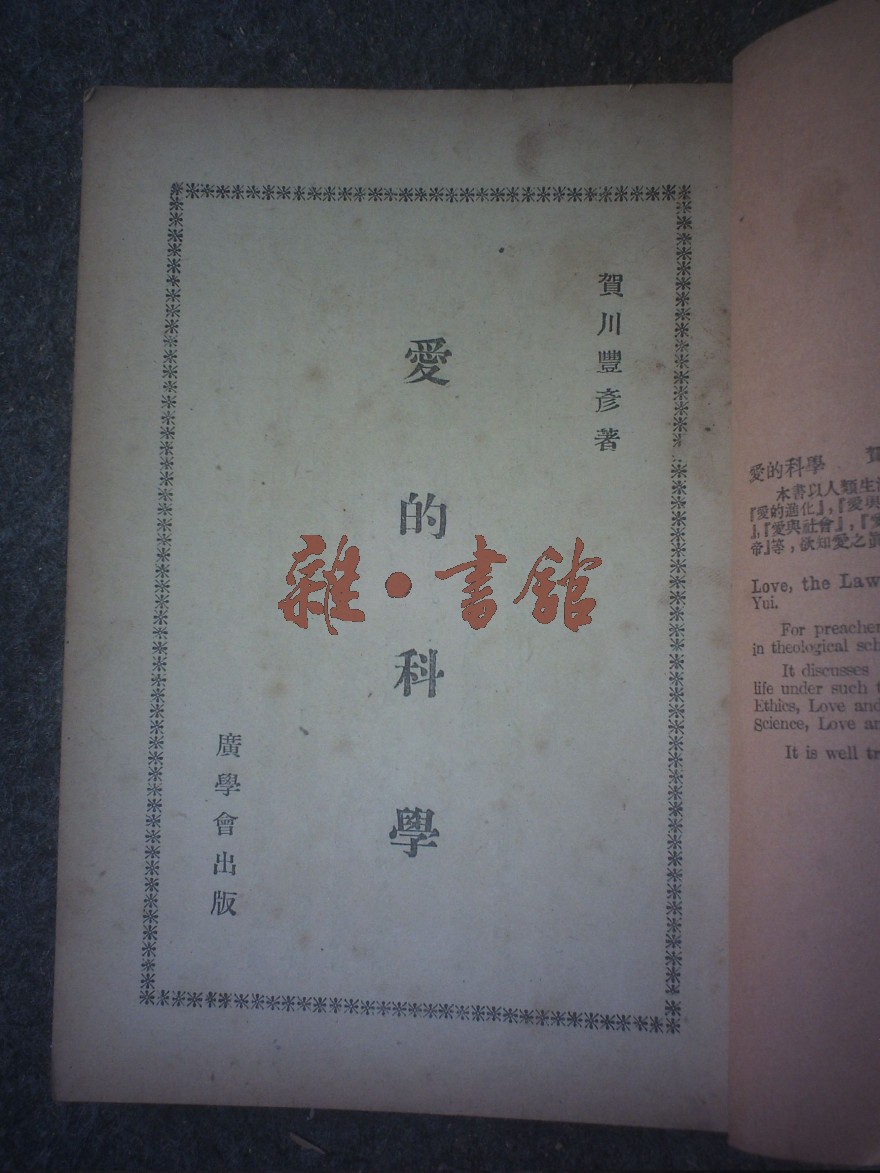 賀川豐彥著
愛的科學
廣學會出版
雜·書館
愛的科學
本書以人類生
『愛的進化』,『愛與
』,『愛與社會』,『愛
帝』等,欲知愛之
Love, the Law
Yui.
For preacher
in theological sch
It discusses
life under such t
Ethics, Love and
Science, Love an
It is well tr